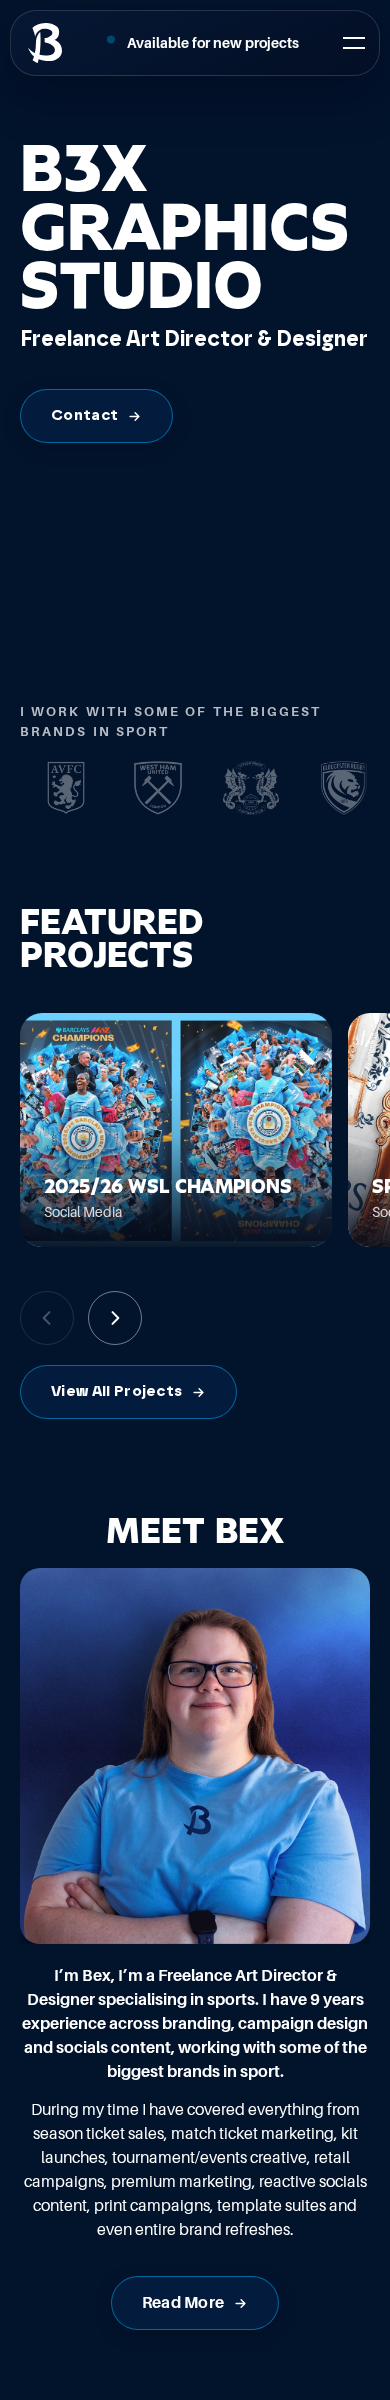 B
Available for new projects
B3X
GRAPHICS
STUDIO
Freelance Art Director & Designer
Contact →
I WORK WITH SOME OF THE BIGGEST
BRANDS IN SPORT
AVFC
WEST HAM
UNITED
GLOUCESTER RUGBY
FEATURED
PROJECTS
BARCLAYS
CHAMPIONS
2025/26 WSL CHAMPIONS
Social Media
View All Projects →
MEET BEX
B
I’m Bex, I’m a Freelance Art Director &
Designer specialising in sports. I have 9 years
experience across branding, campaign design
and socials content, working with some of the
biggest brands in sport.
During my time I have covered everything from
season ticket sales, match ticket marketing, kit
launches, tournament/events creative, retail
campaigns, premium marketing, reactive socials
content, print campaigns, template suites and
even entire brand refreshes.
Read More →